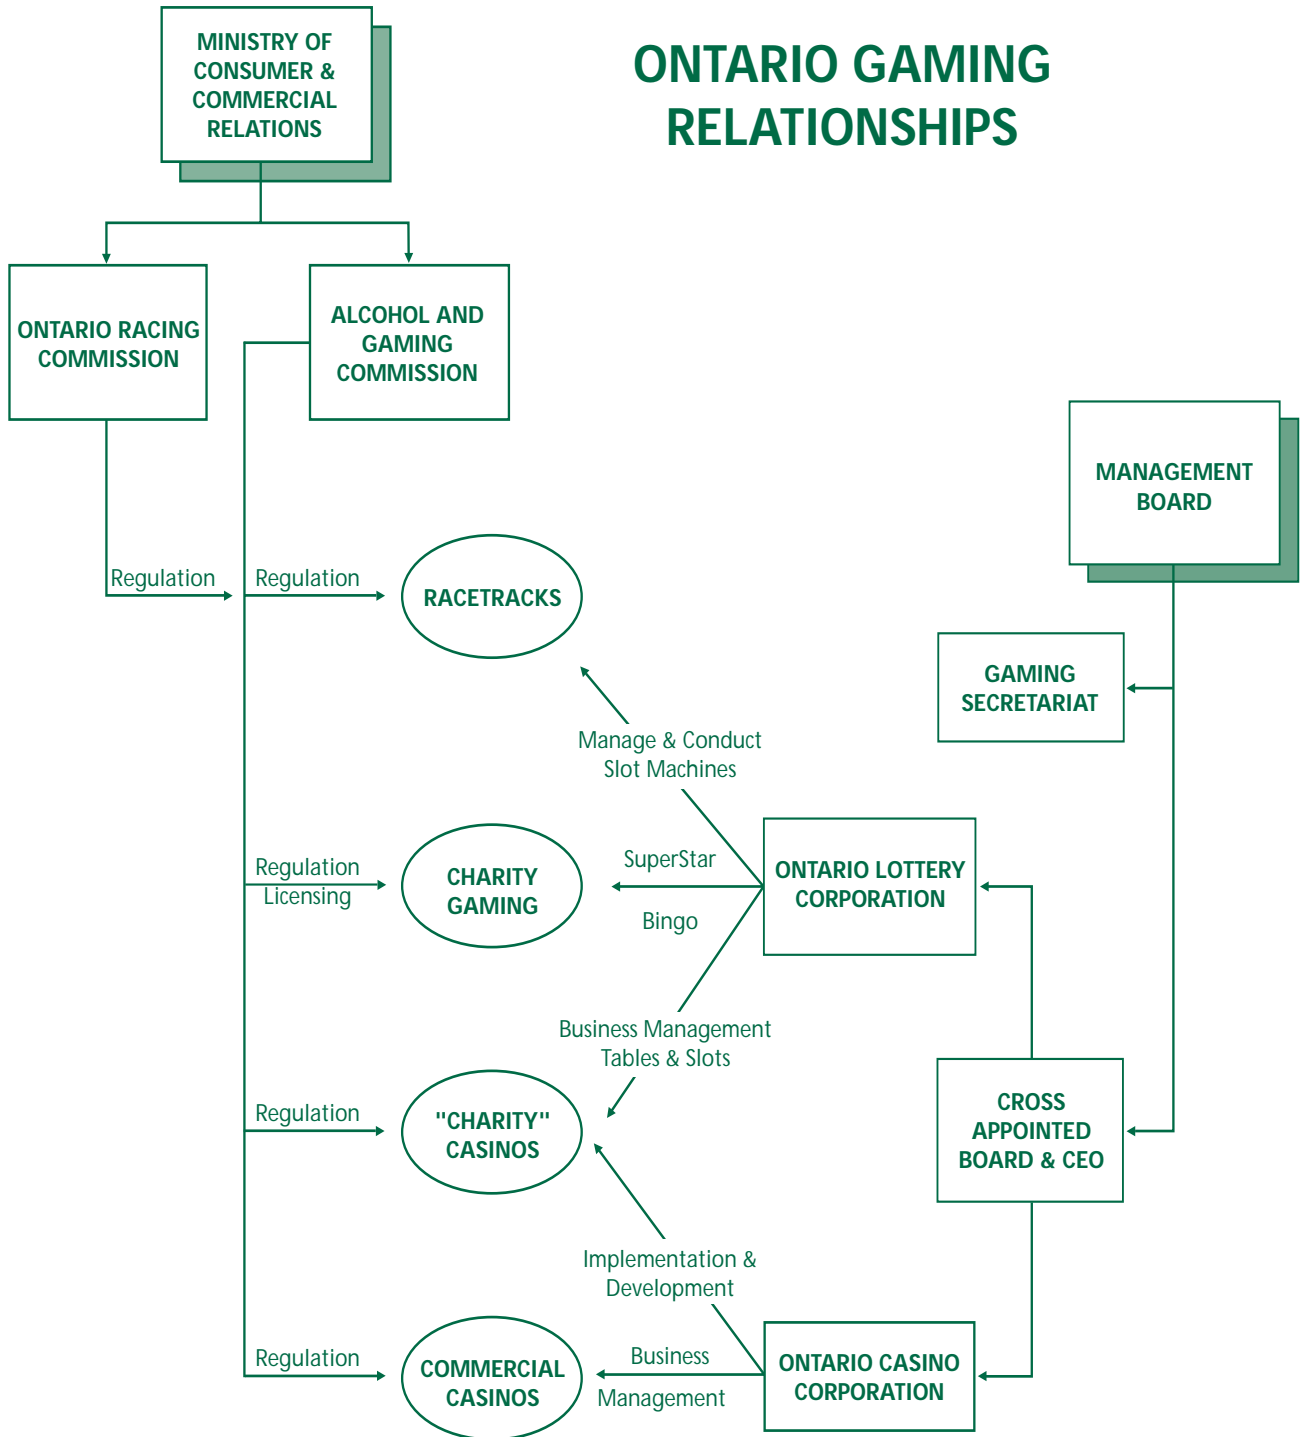 MINISTRY OF
CONSUMER &
COMMERCIAL
RELATIONS
ONTARIO GAMING
RELATIONSHIPS
ONTARIO RACING
COMMISSION
ALCOHOL AND
GAMING
COMMISSION
MANAGEMENT
BOARD
Regulation
Regulation
RACETRACKS
GAMING
SECRETARIAT
Manage & Conduct
Slot Machines
Regulation
Licensing
CHARITY
GAMING
SuperStar
Bingo
ONTARIO LOTTERY
CORPORATION
Business Management
Tables & Slots
Regulation
"CHARITY"
CASINOS
CROSS
APPOINTED
BOARD & CEO
Implementation &
Development
Regulation
COMMERCIAL
CASINOS
Business
Management
ONTARIO CASINO
CORPORATION